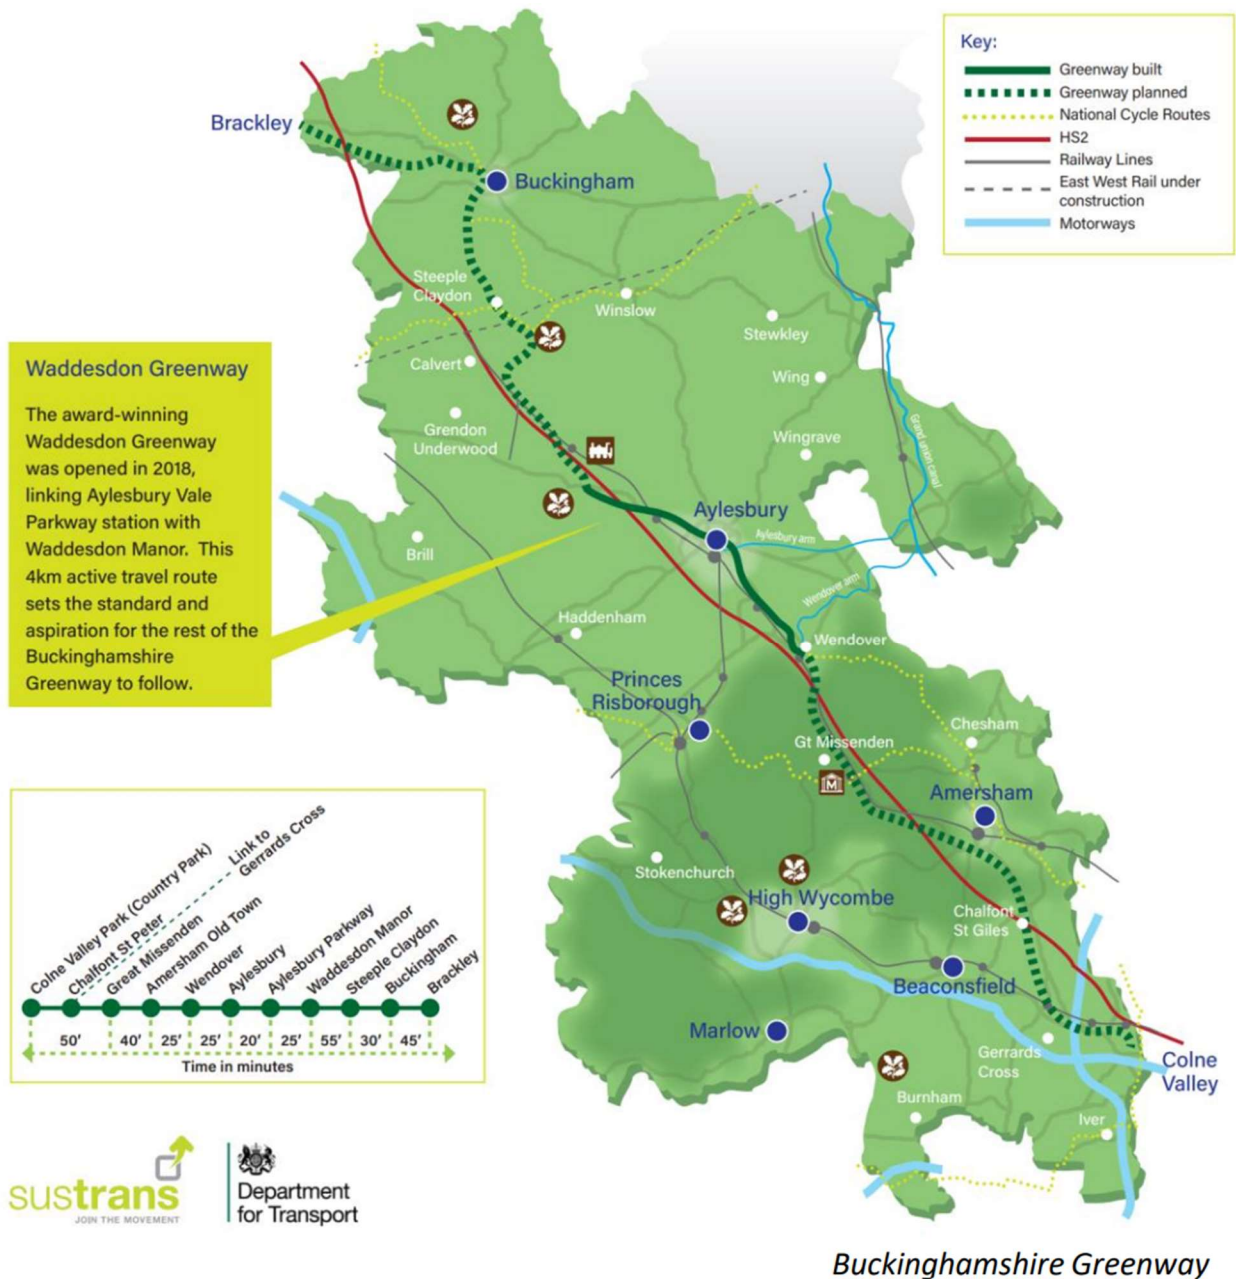 Key:
Greenway built
Greenway planned
National Cycle Routes
HS2
Railway Lines
East West Rail under
construction
Motorways
Brackley
Buckingham
Steeple
Claydon
Winslow
Stewkley
Calvert
Wing
Grendon
Underwood
Wingrave
Grand union canal
Waddesdon Greenway
The award-winning
Waddesdon Greenway
was opened in 2018,
linking Aylesbury Vale
Parkway station with
Waddesdon Manor. This
4km active travel route
sets the standard and
aspiration for the rest of the
Buckinghamshire
Greenway to follow.
Aylesbury
Aylesbury arm
Brill
Wendover arm
Haddenham
Wendover
Princes
Risborough
Chesham
Gt Missenden
M
Amersham
Stokenchurch
High Wycombe
Chalfont
St Giles
Beaconsfield
Marlow
Gerrards
Cross
Colne
Valley
Burnham
Iver
Colne Valley Park (Country Park)
Chalfont St Peter
Link to
Gerrards Cross
Great Missenden
Amersham Old Town
Wendover
Aylesbury
Aylesbury Parkway
Waddesdon Manor
Steeple Claydon
Buckingham
Brackley
50' 40' 25' 25' 20' 25' 55' 30' 45'
Time in minutes
sustrans
JOIN THE MOVEMENT
Department
for Transport
Buckinghamshire Greenway